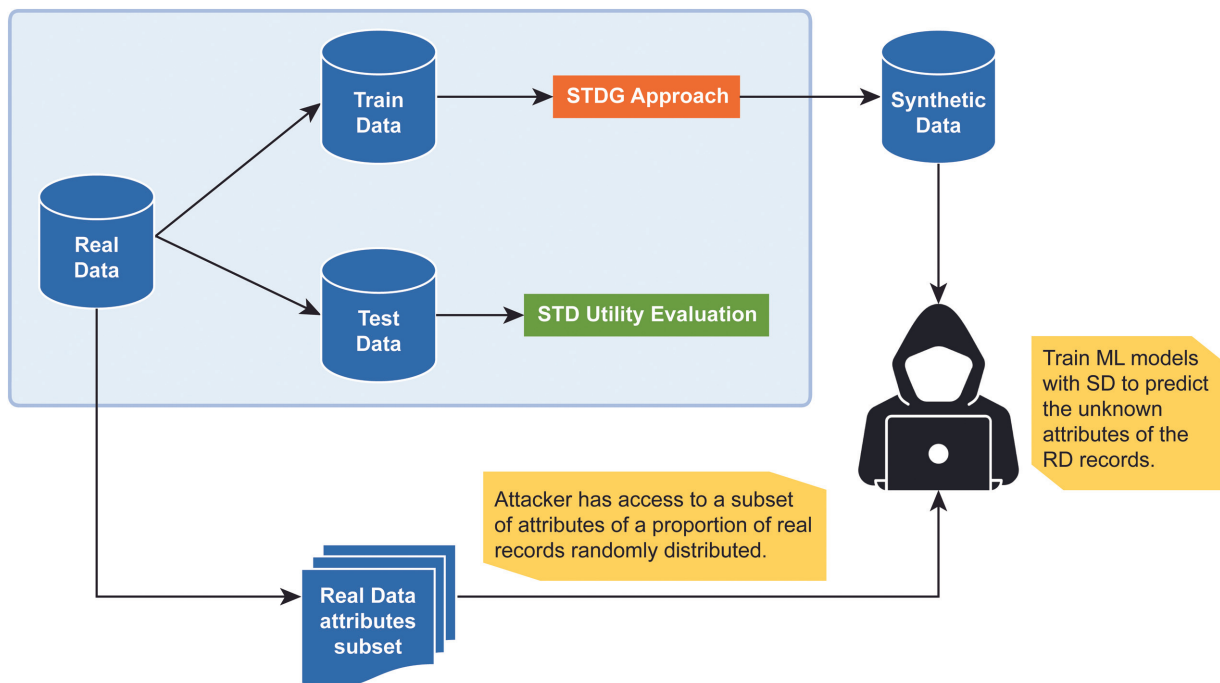 Train
Data
STDG Approach
Synthetic
Data
Real
Data
Test
Data
STD Utility Evaluation
Train ML models
with SD to predict
the unknown
attributes of the
RD records.
Attacker has access to a subset
of attributes of a proportion of real
records randomly distributed.
Real Data
attributes
subset